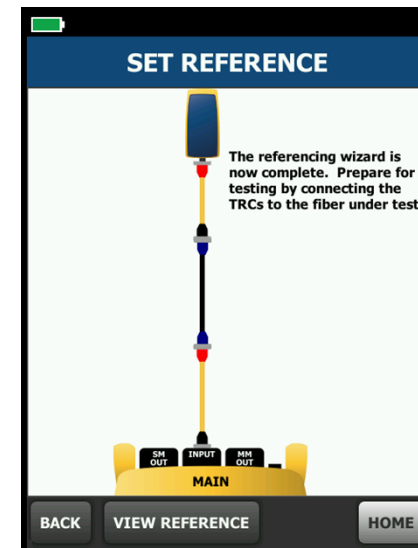 SET REFERENCE
The referencing wizard is
now complete. Prepare for
testing by connecting the
TRCs to the fiber under test
SM
OUT
INPUT
MM
OUT
MAIN
BACK
VIEW REFERENCE
HOME